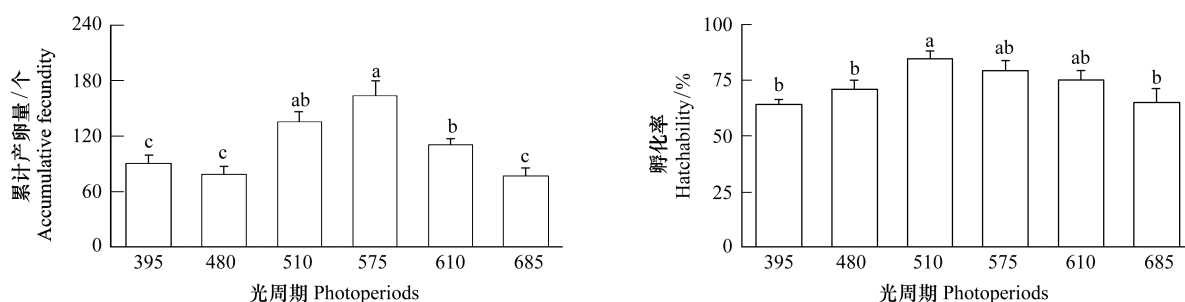 累计产卵量/个
Accumulative fecundity
240
180
120
60
0
c
c
ab
a
b
c
395 480 510 575 610 685
光周期 Photoperiods
孵化率
Hatchability/%
100
75
50
25
0
b
b
a
ab
ab
b
395 480 510 575 610 685
光周期 Photoperiods